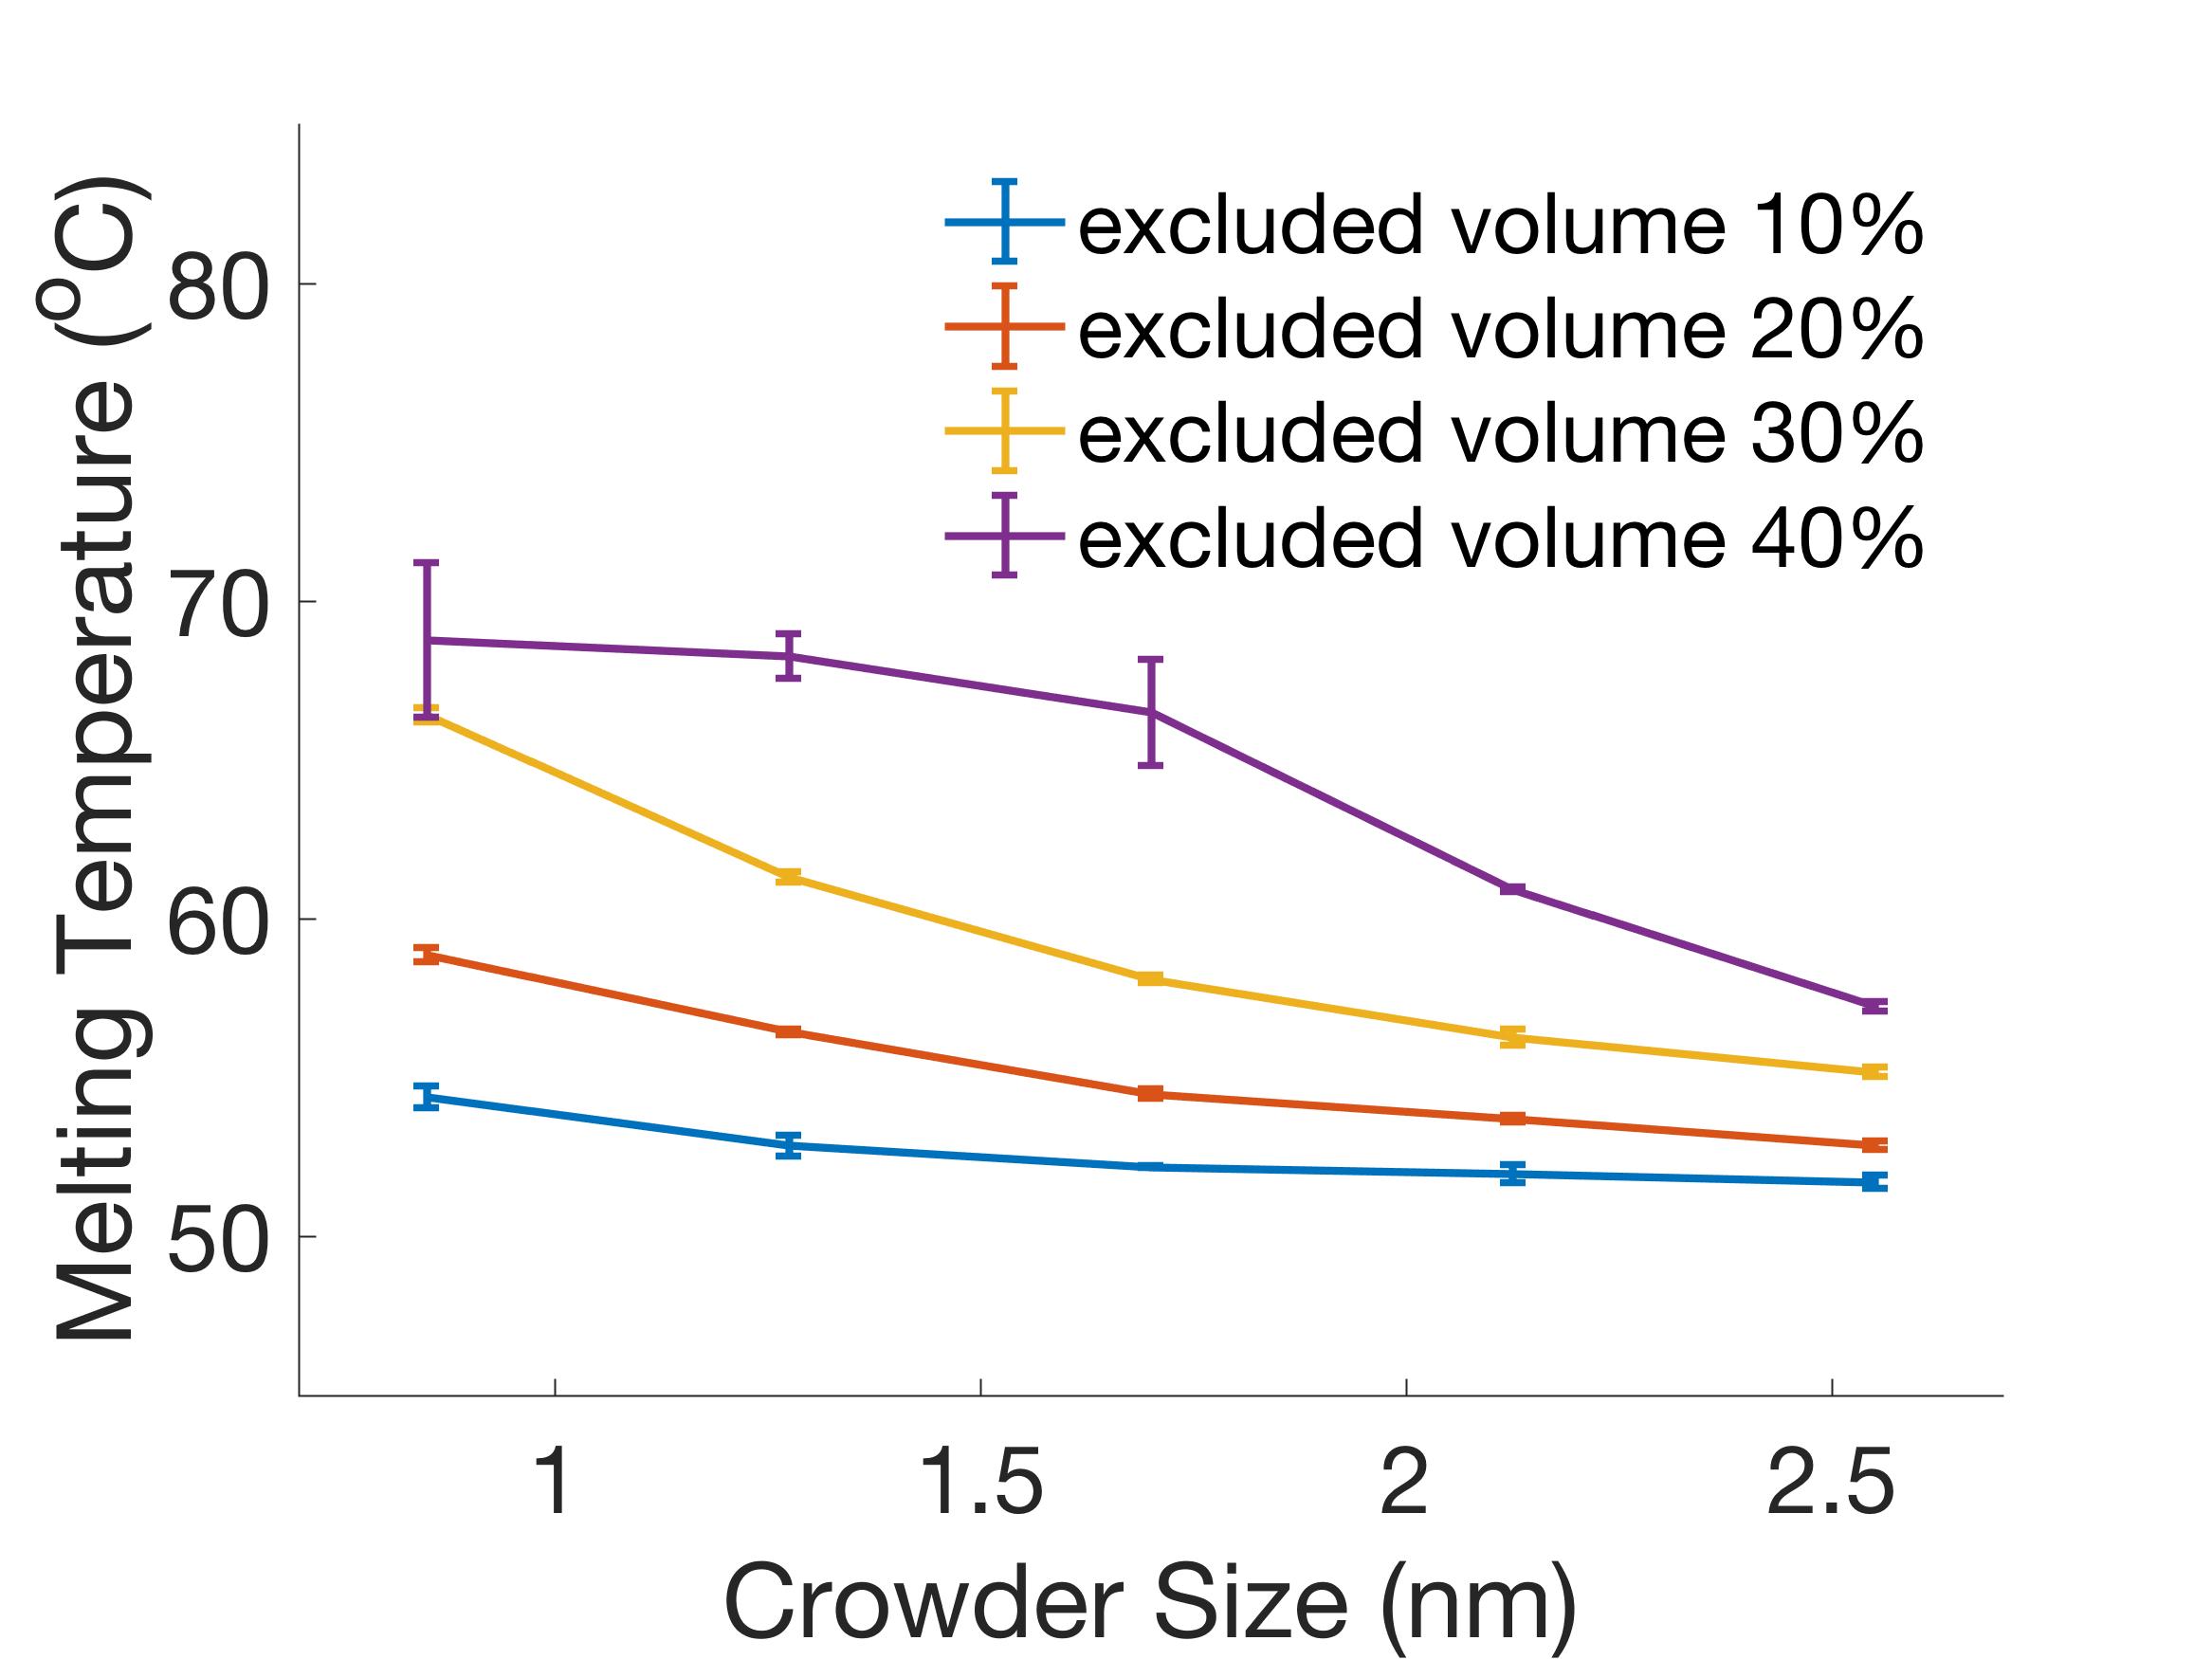 excluded volume 10%
excluded volume 20%
excluded volume 30%
excluded volume 40%
Melting Temperature (⁰C)
80
70
60
50
1 1.5 2 2.5
Crowder Size (nm)